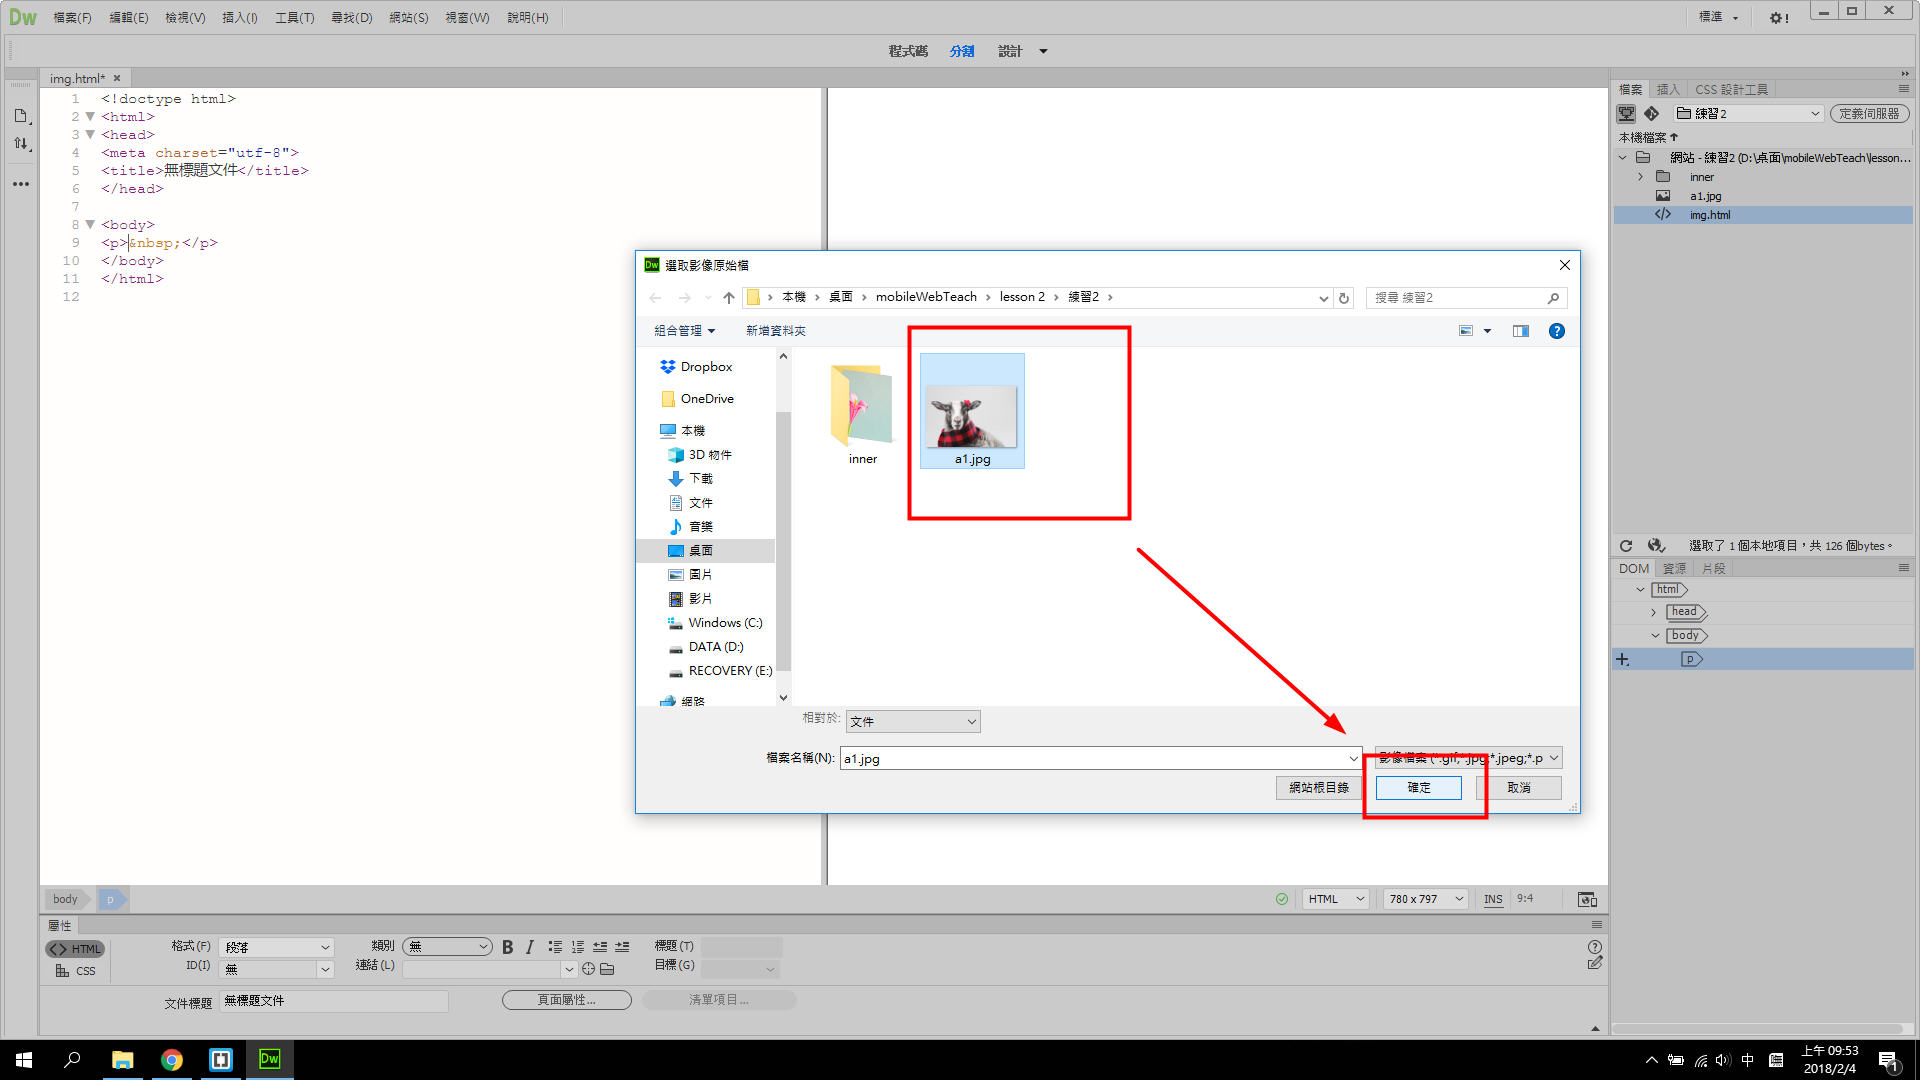 Dw 檔案(F) 編輯(E) 檢視(V) 插入(I) 工具(T) 尋找(D) 網站(S) 視窗(W) 說明(H) 標準
程式碼 分割 設計
img.html*
1 <!doctype html>
2 <html>
3 <head>
4 <meta charset="utf-8">
5 <title>無標題文件</title>
6 </head>
7
8 <body>
9 <p>&nbsp;</p>
10 </body>
11 </html>
12
Dw 選取影像原始檔
本機 桌面 mobileWebTeach lesson 2 練習2
搜尋 練習2
組合管理 新增資料夾
Dropbox
OneDrive
本機
3D 物件
下載
文件
音樂
桌面
圖片
影片
Windows (C:)
DATA (D:)
RECOVERY (E:)
網路
inner
a1.jpg
相對於: 文件
檔案名稱(N): a1.jpg
影像檔案 (*.gif;*.jpg;*.jpeg;*.p
網站根目錄 確定 取消
檔案 插入 CSS 設計工具
練習2 定義伺服器
本機檔案
網站 - 練習2 (D:\桌面\mobileWebTeach\lesson...
inner
a1.jpg
img.html
選取了 1 個本地項目，共 126 個bytes。
DOM 資源 片段
html
head
body
p
body p
HTML 780 x 797 INS 9:4
屬性
HTML
CSS
格式(F) 段落 類別 無 B I 標題(T)
ID(I) 無 連結(L) 目標(G)
文件標題 無標題文件 頁面屬性... 清單項目...
Dw
中
上午 09:53
2018/2/4
1